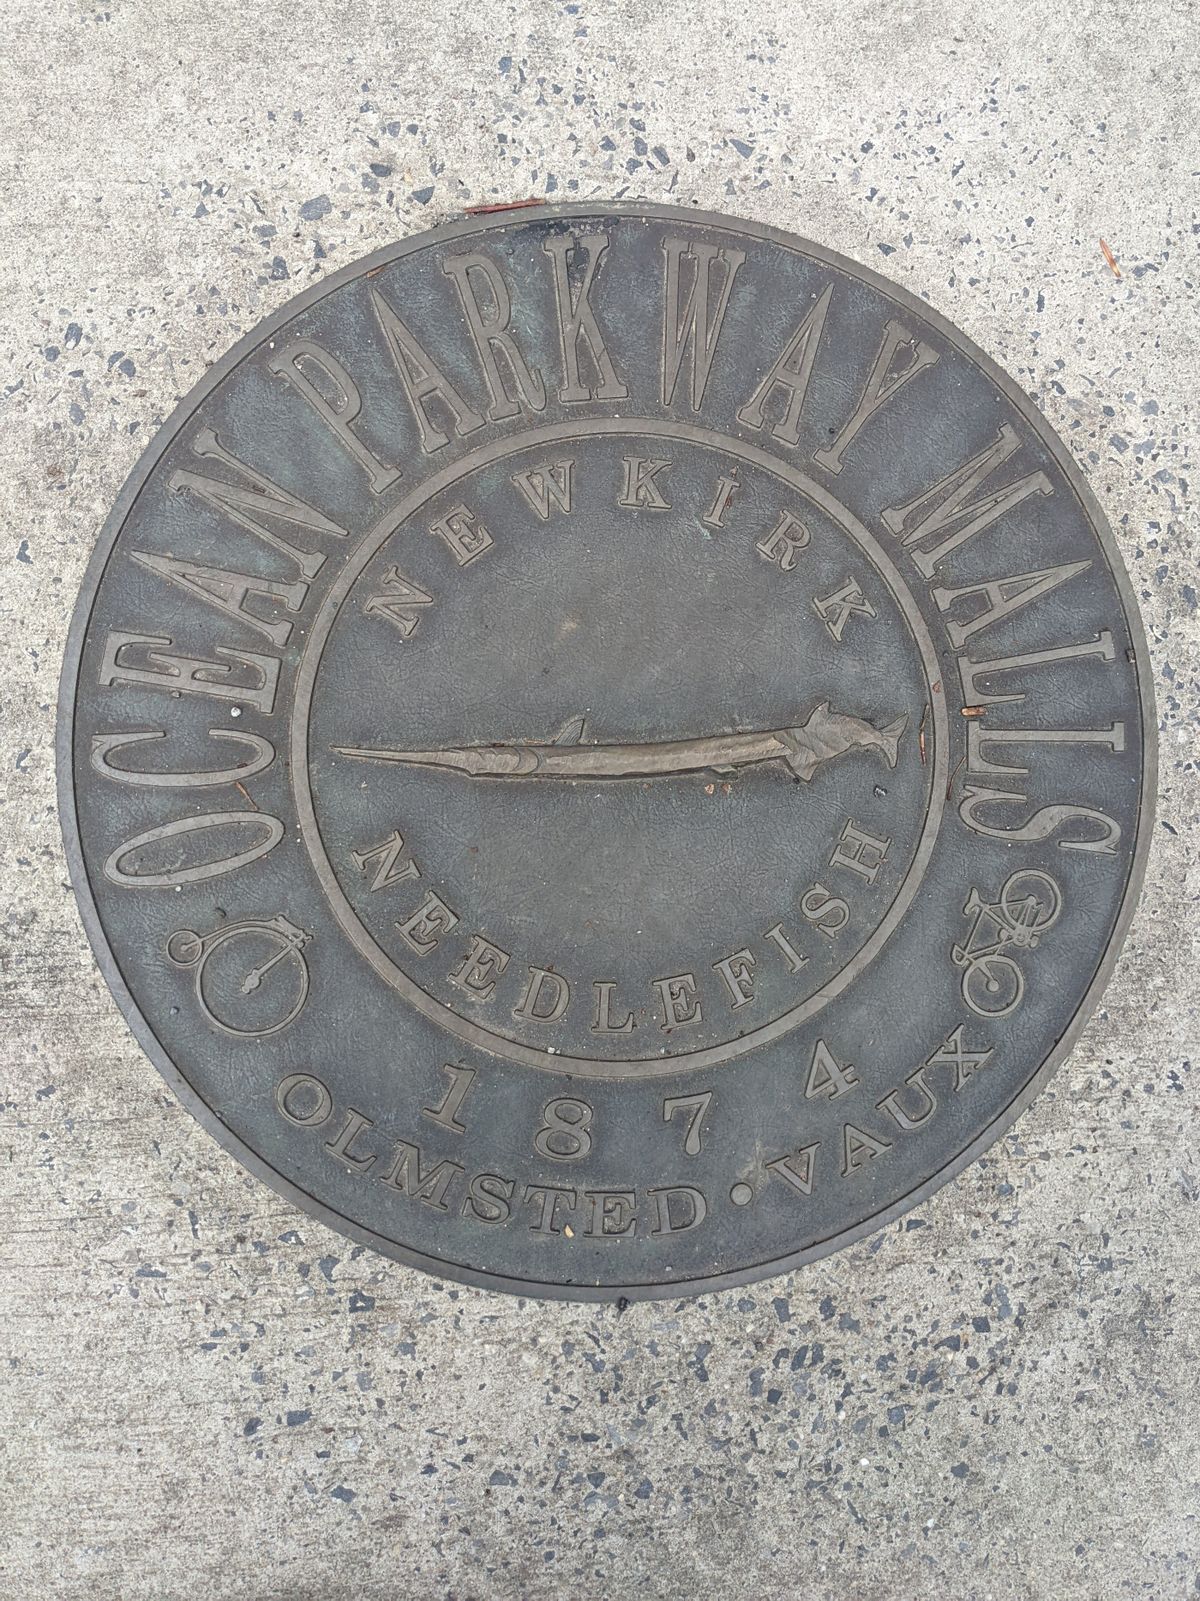 OCEAN PARKWAY MALLS
NEWKIRK
NEEDLEFISH
1874
OLMSTED • VAUX